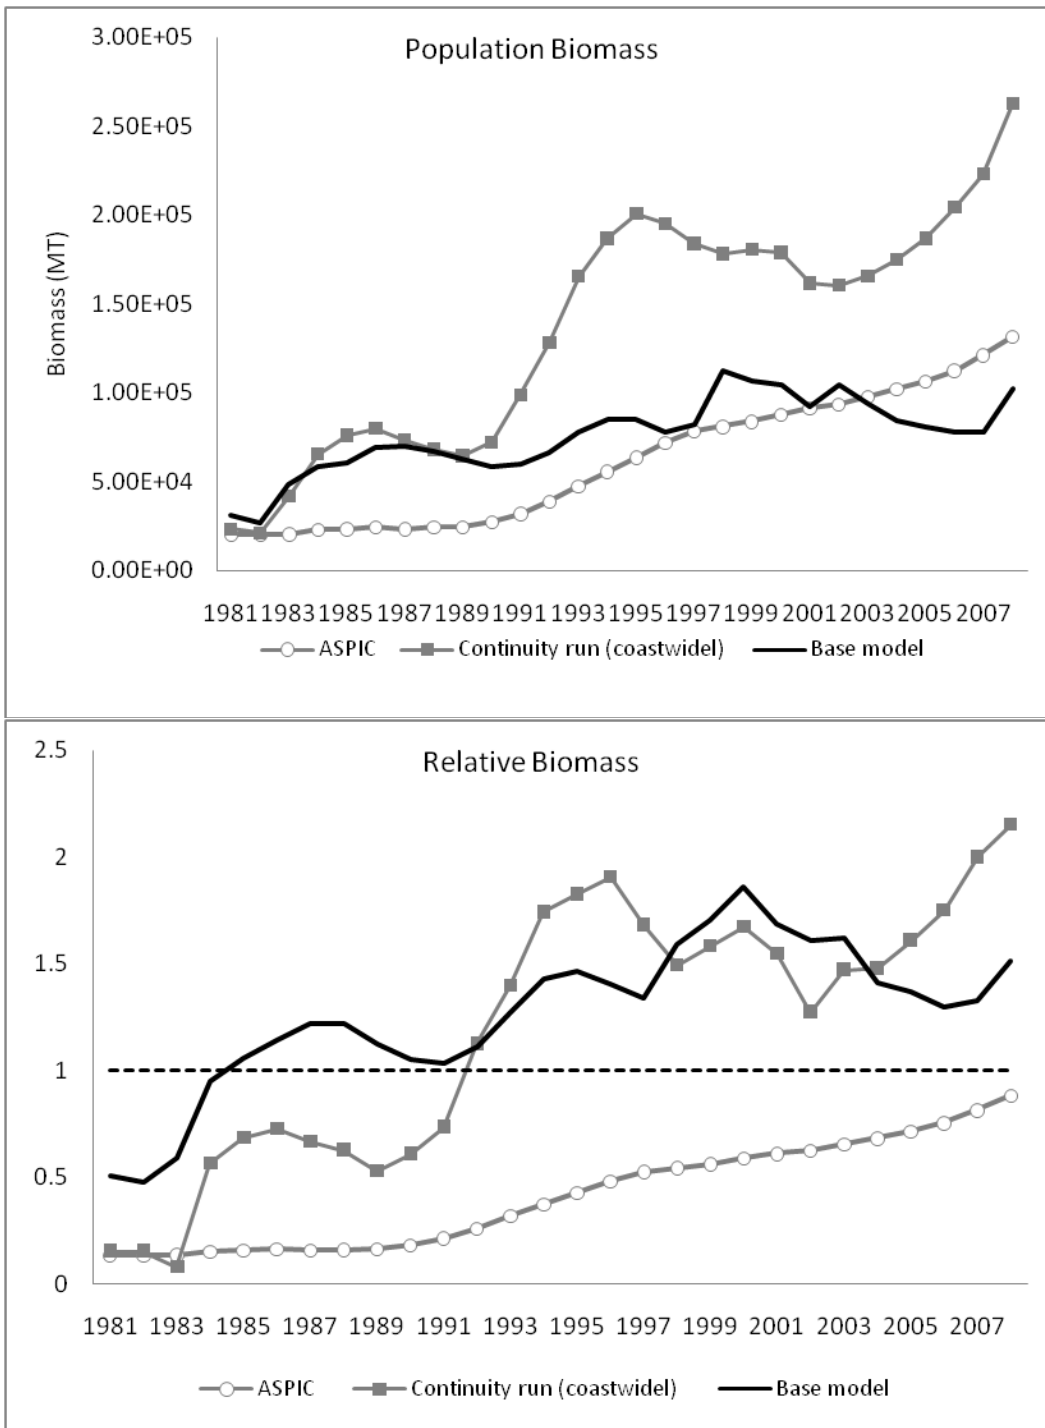 Population Biomass
3.00E+05
2.50E+05
2.00E+05
1.50E+05
1.00E+05
5.00E+04
0.00E+00
Biomass (MT)
1981 1983 1985 1987 1989 1991 1993 1995 1997 1999 2001 2003 2005 2007
ASPIC Continuity run (coastwidel) Base model
Relative Biomass
2.5
2
1.5
1
0.5
0
1981 1983 1985 1987 1989 1991 1993 1995 1997 1999 2001 2003 2005 2007
ASPIC Continuity run (coastwidel) Base model